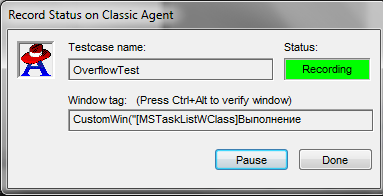 Record Status on Classic Agent
Testcase name:
Status:
OverflowTest
Recording
Window tag: (Press Ctrl+Alt to verify window)
CustomWin("[MSTaskListWClass]Выполнение
Pause
Done